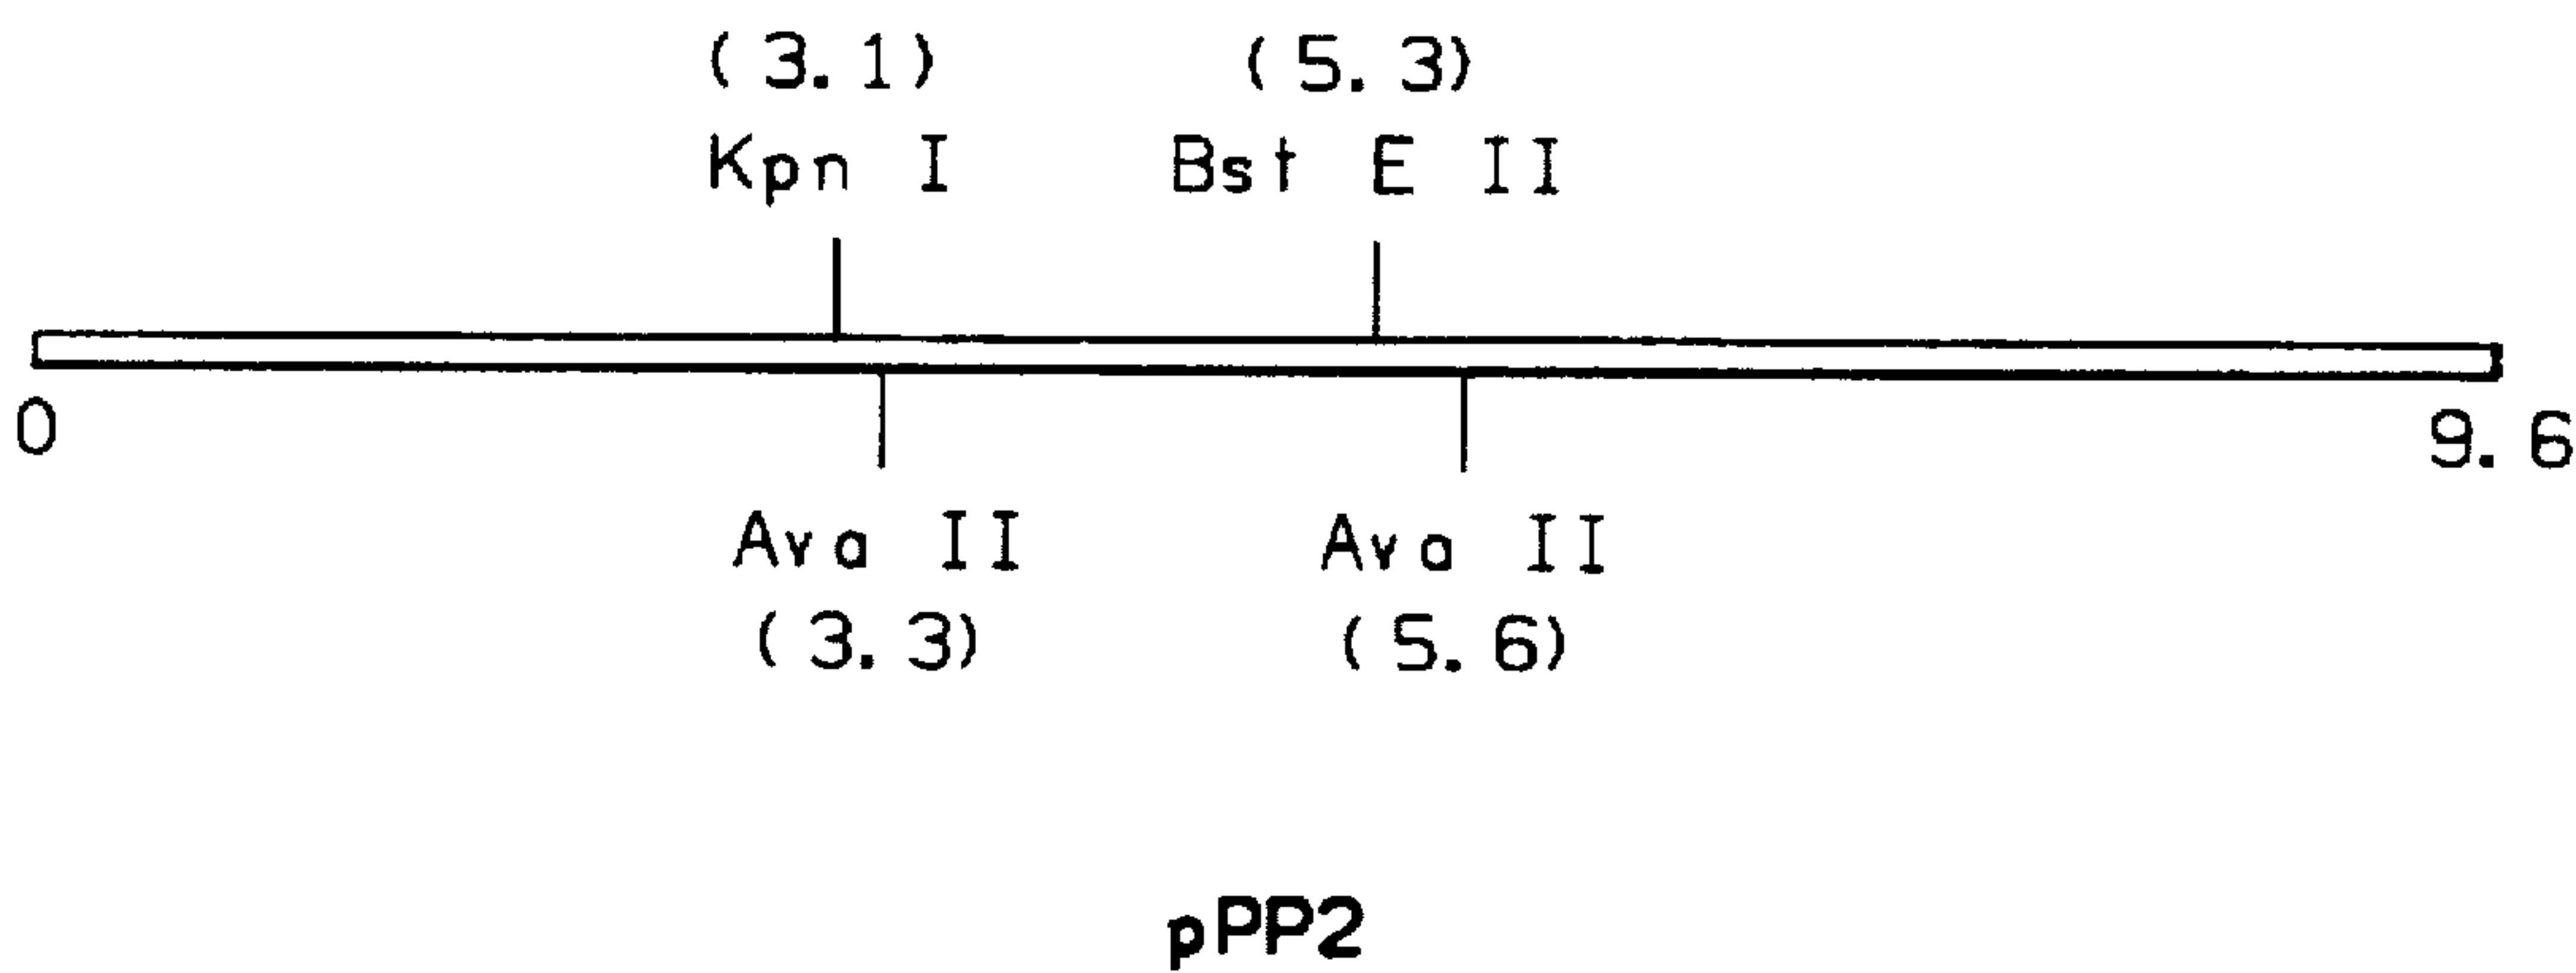 (3.1) (5.3)
Kpn I Bst E II
0 9.6
Ava II Ava II
(3.3) (5.6)
pPP2